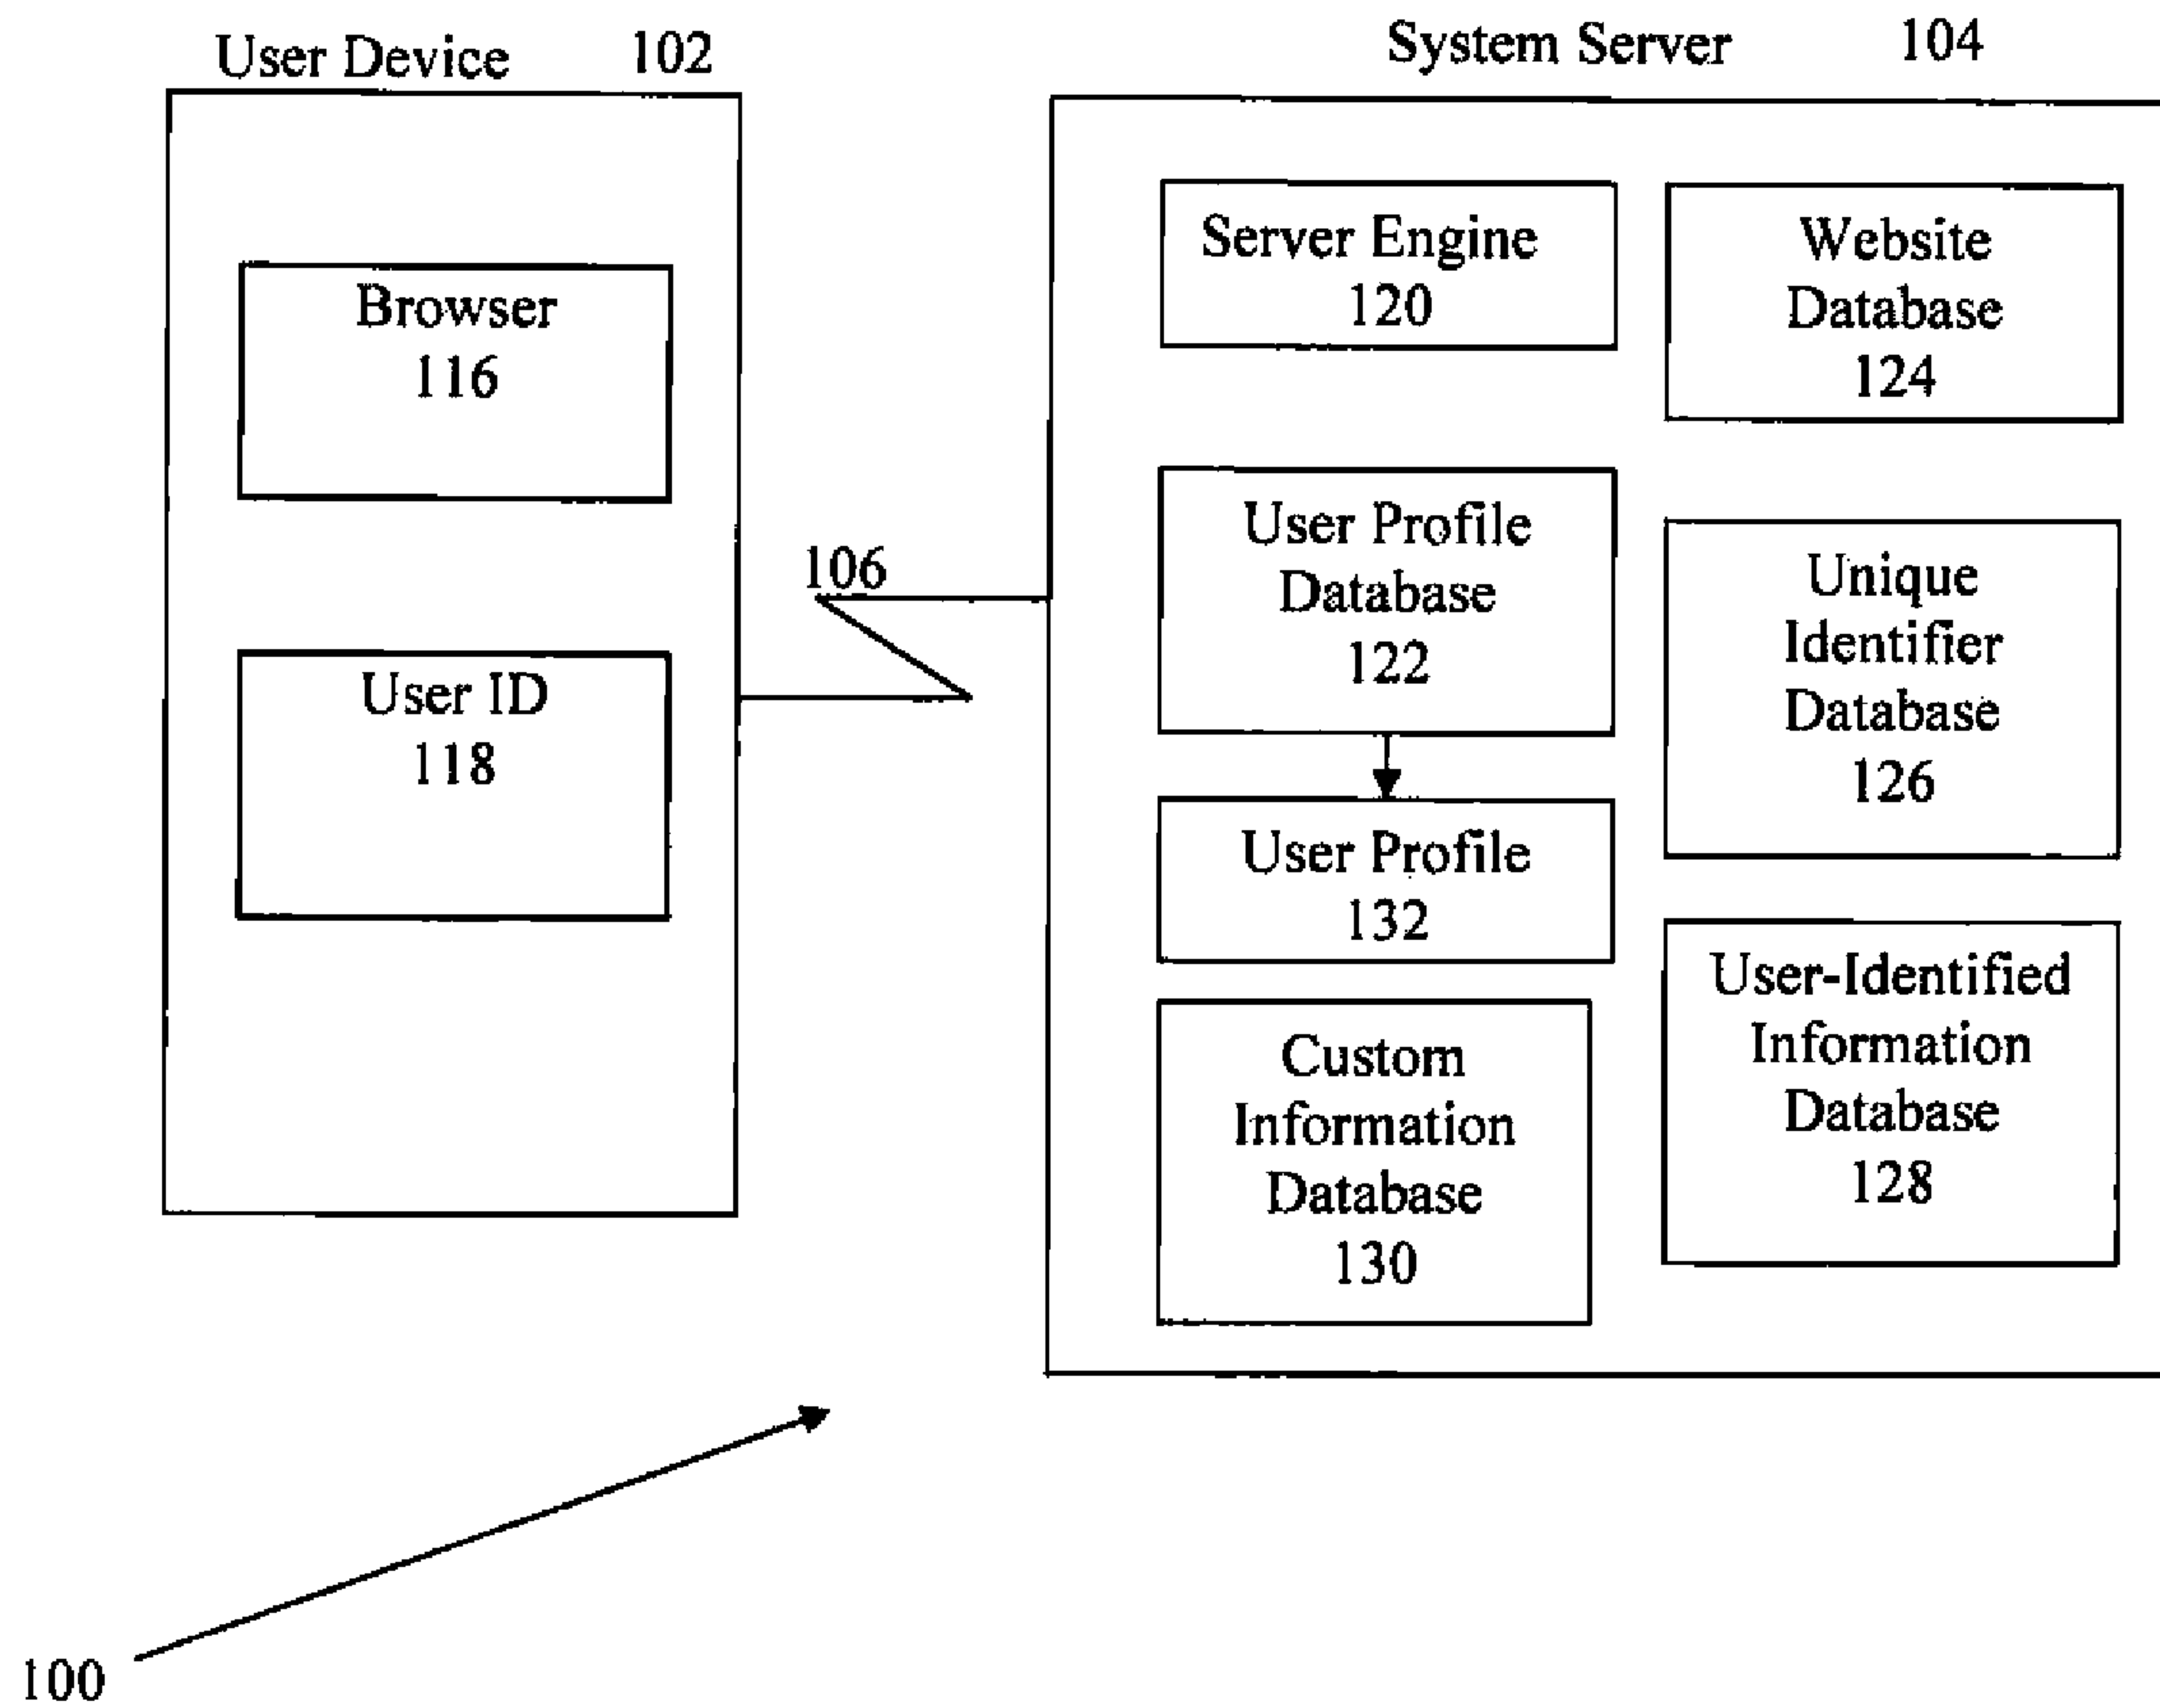 User Device 102
System Server 104
Browser
116
User ID
118
106
Server Engine
120
Website
Database
124
User Profile
Database
122
Unique
Identifier
Database
126
User Profile
132
User-Identified
Information
Database
128
Custom
Information
Database
130
100